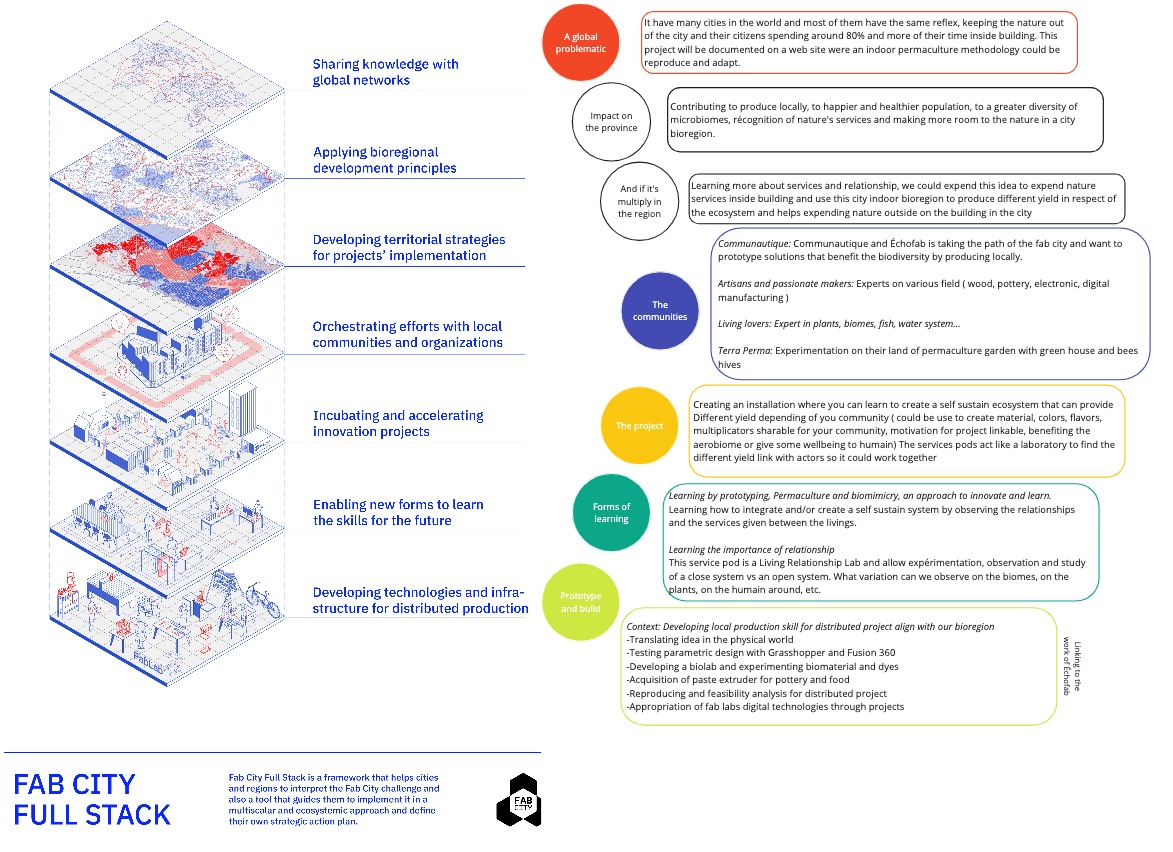 Sharing knowledge with
global networks
Applying bioregional
development principles
Developing territorial strategies
for projects' implementation
Orchestrating efforts with local
communities and organizations
Incubating and accelerating
innovation projects
Enabling new forms to learn
the skills for the future
Developing technologies and infra-
structure for distributed production
FabLab
FAB CITY
FULL STACK
Fab City Full Stack is a framework that helps cities
and regions to interpret the Fab City challenge and
also a tool that guides them to implement it in a
multiscalar and ecosystemic approach and define
their own strategic action plan.
FAB
CITY
A global
problematic
It have many cities in the world and most of them have the same reflex, keeping the nature out
of the city and their citizens spending around 80% and more of their time inside building. This
project will be documented on a web site were an indoor permaculture methodology could be
reproduce and adapt.
Impact on
the province
Contributing to produce locally, to happier and healthier population, to a greater diversity of
microbiomes, récognition of nature's services and making more room to the nature in a city
bioregion.
And if it's
multiply in
the region
Learning more about services and relationship, we could expend this idea to expend nature
services inside building and use this city indoor bioregion to produce different yield in respect of
the ecosystem and helps expending nature outside on the building in the city
The
communities
Communautique: Communautique and Échofab is taking the path of the fab city and want to
prototype solutions that benefit the biodiversity by producing locally.
Artisans and passionate makers: Experts on various field ( wood, pottery, electronic, digital
manufacturing )
Living lovers: Expert in plants, biomes, fish, water system...
Terra Perma: Experimentation on their land of permaculture garden with green house and bees
hives
The project
Creating an installation where you can learn to create a self sustain ecosystem that can provide
Different yield depending of you community ( could be use to create material, colors, flavors,
multiplicators sharable for your community, motivation for project linkable, benefiting the
aerobiome or give some wellbeing to humain) The services pods act like a laboratory to find the
different yield link with actors so it could work together
Forms of
learning
Learning by prototyping, Permaculture and biomimicry, an approach to innovate and learn.
Learning how to integrate and/or create a self sustain system by observing the relationships
and the services given between the livings.
Learning the importance of relationship
This service pod is a Living Relationship Lab and allow expérimentation, observation and study
of a close system vs an open system. What variation can we observe on the biomes, on the
plants, on the humain around, etc.
Prototype
and build
Context: Developing local production skill for distributed project align with our bioregion
-Translating idea in the physical world
-Testing parametric design with Grasshopper and Fusion 360
-Developing a biolab and experimenting biomaterial and dyes
-Acquisition of paste extruder for pottery and food
-Reproducing and feasibility analysis for distributed project
-Appropriation of fab labs digital technologies through projects
Linking to the
work of Échofab